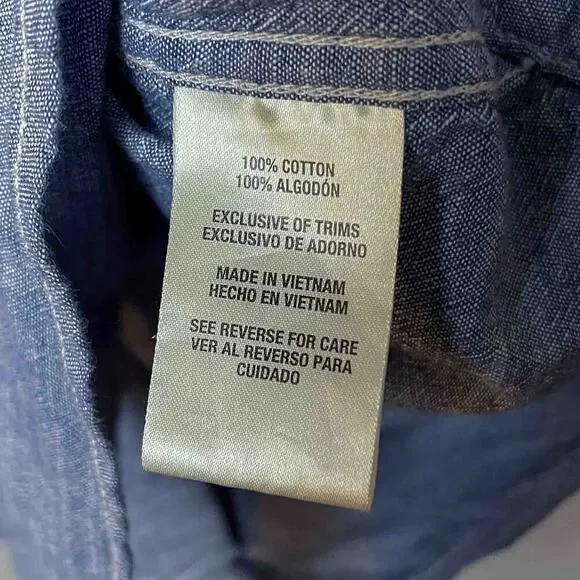 100% COTTON
100% ALGODÓN
EXCLUSIVE OF TRIMS
EXCLUSIVO DE ADORNO
MADE IN VIETNAM
HECHO EN VIETNAM
SEE REVERSE FOR CARE
VER AL REVERSO PARA
CUIDADO